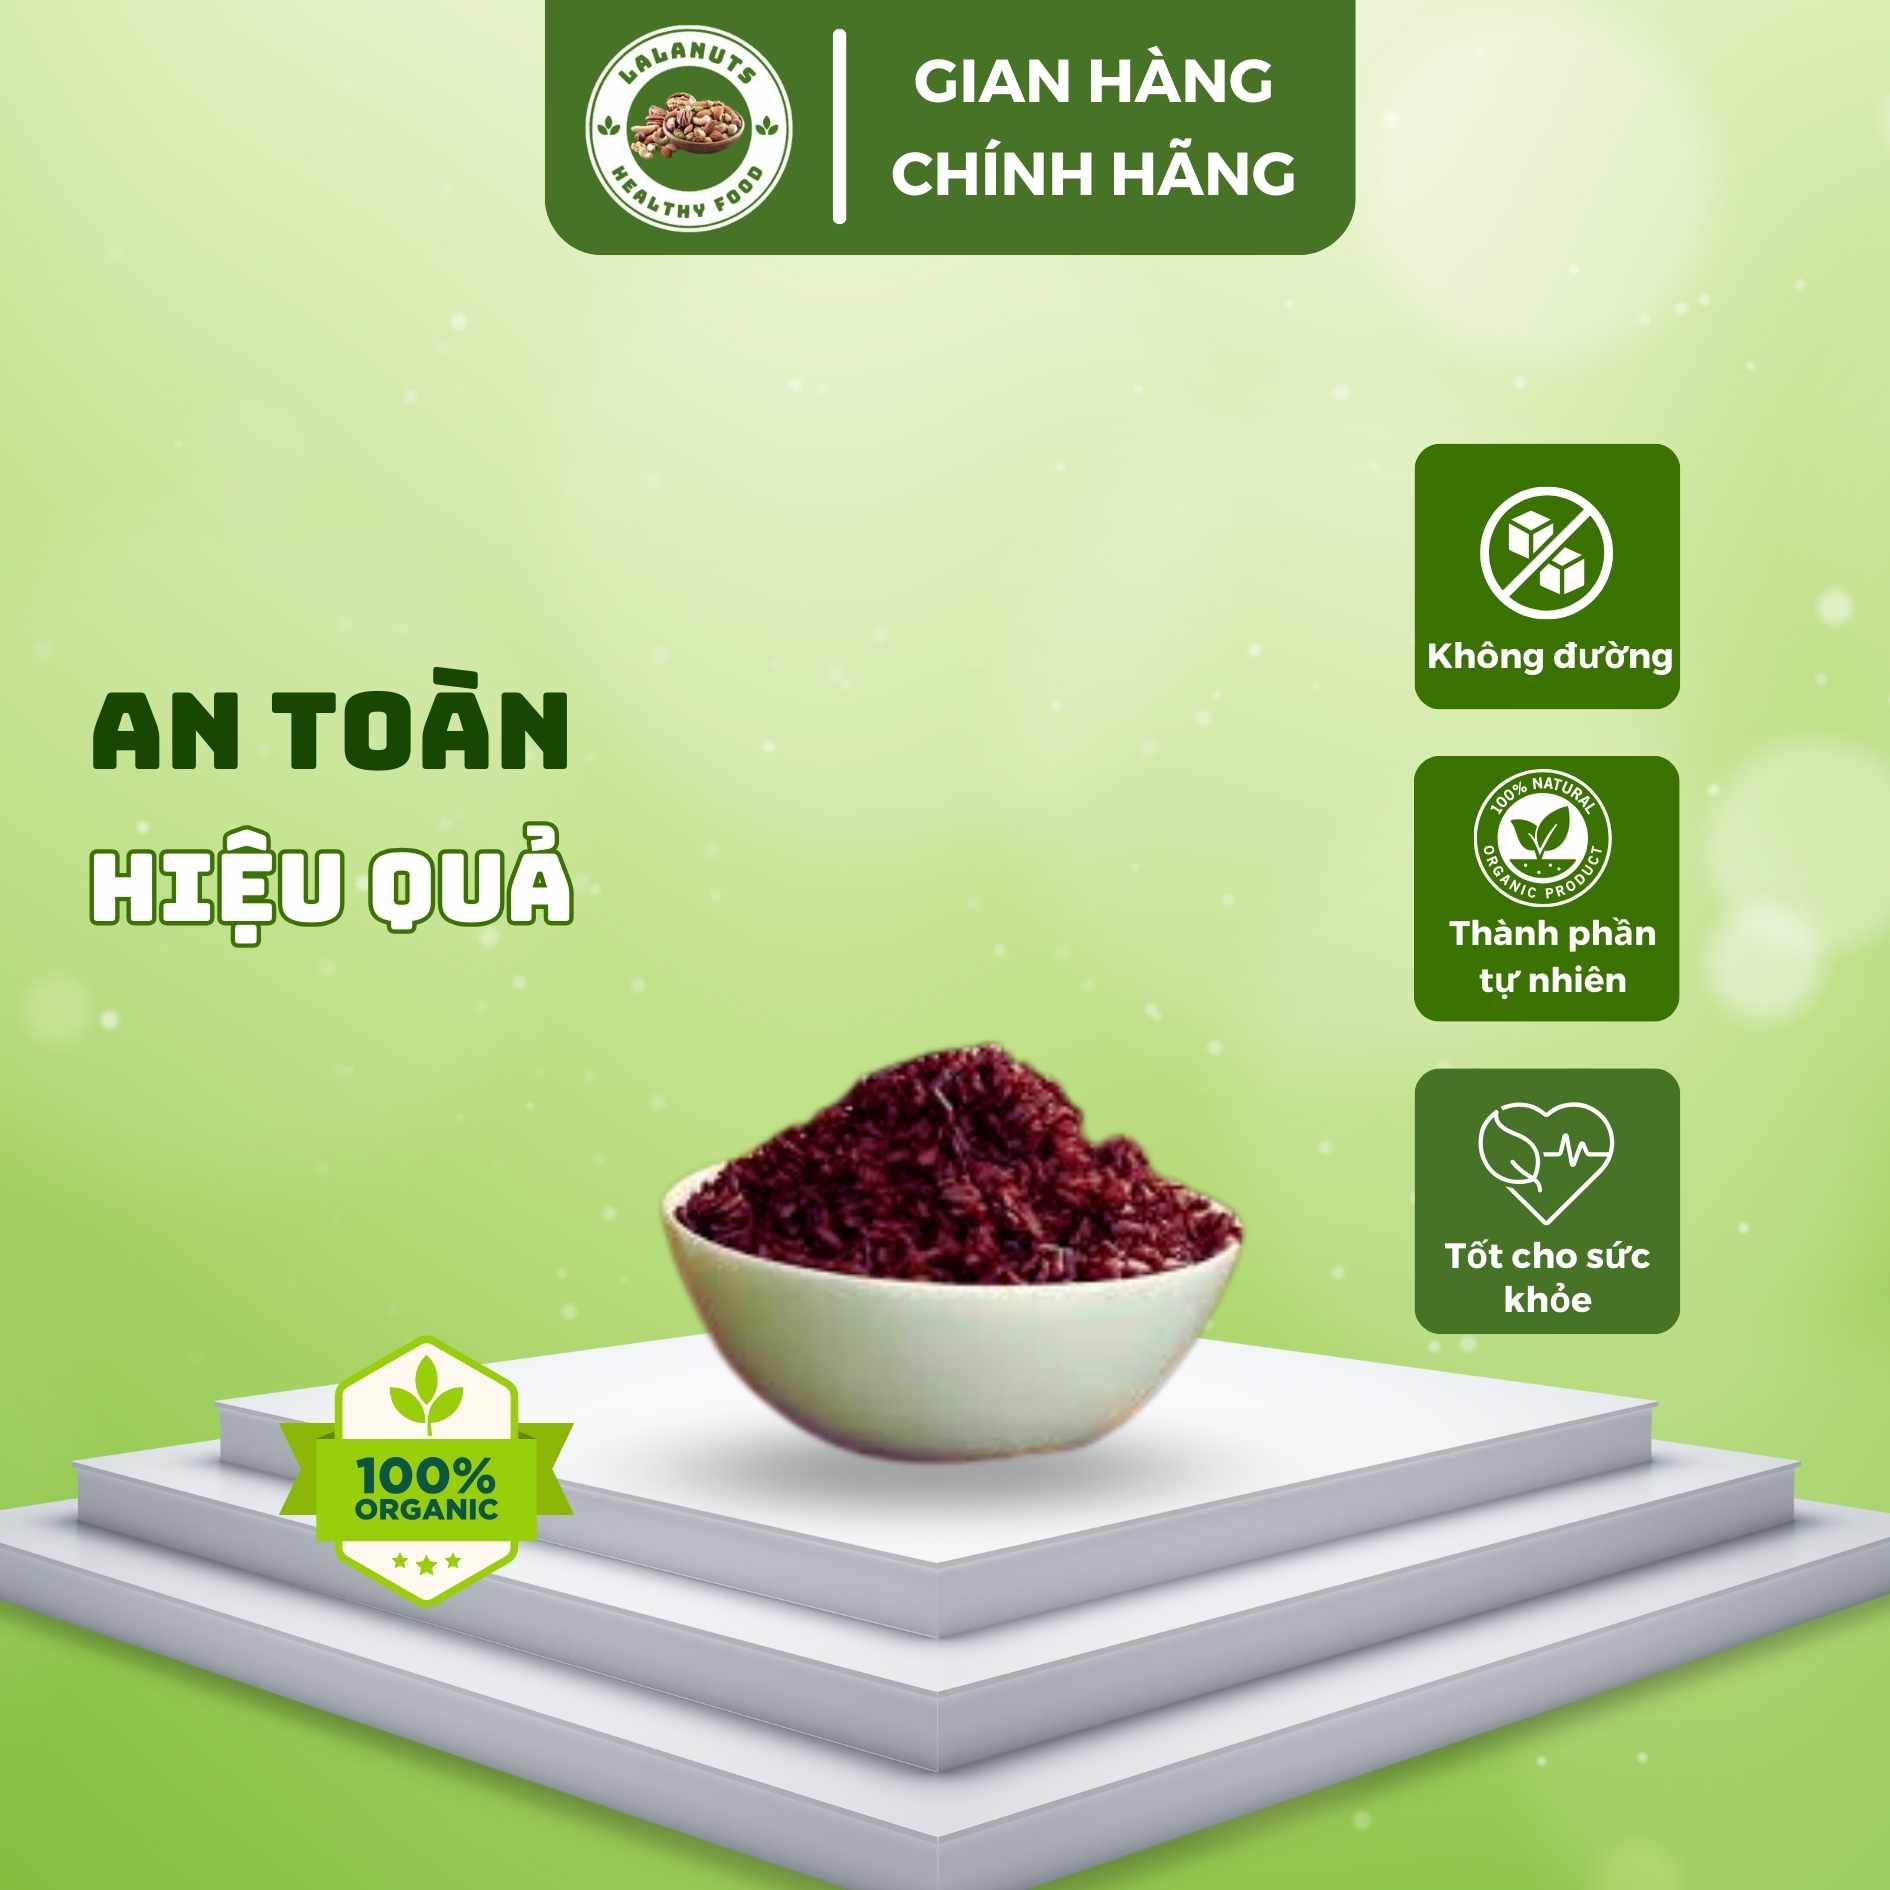 LALANUTS
HEALTHY FOOD
GIAN HÀNG
CHÍNH HÃNG
Không đường
AN TOÀN
HIỆU QUẢ
100% NATURAL
ORGANIC PRODUCT
Thành phần
tự nhiên
Tốt cho sức
khỏe
100%
ORGANIC